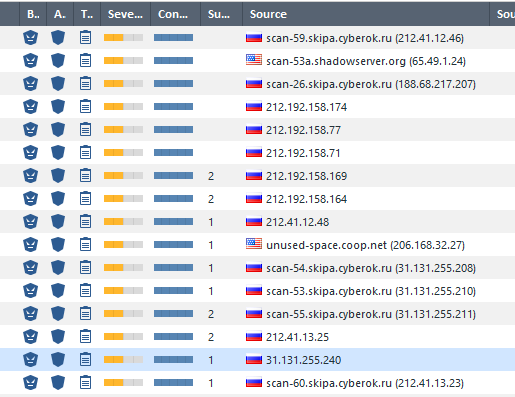 B... A... T... Seve... Con... Su... Source Sou
scan-59.skipa.cyberok.ru (212.41.12.46)
scan-53a.shadowserver.org (65.49.1.24)
scan-26.skipa.cyberok.ru (188.68.217.207)
212.192.158.174
212.192.158.77
212.192.158.71
2 212.192.158.169
2 212.192.158.164
1 212.41.12.48
1 unused-space.coop.net (206.168.32.27)
1 scan-54.skipa.cyberok.ru (31.131.255.208)
1 scan-53.skipa.cyberok.ru (31.131.255.210)
2 scan-55.skipa.cyberok.ru (31.131.255.211)
2 212.41.13.25
1 31.131.255.240
1 scan-60.skipa.cyberok.ru (212.41.13.23)